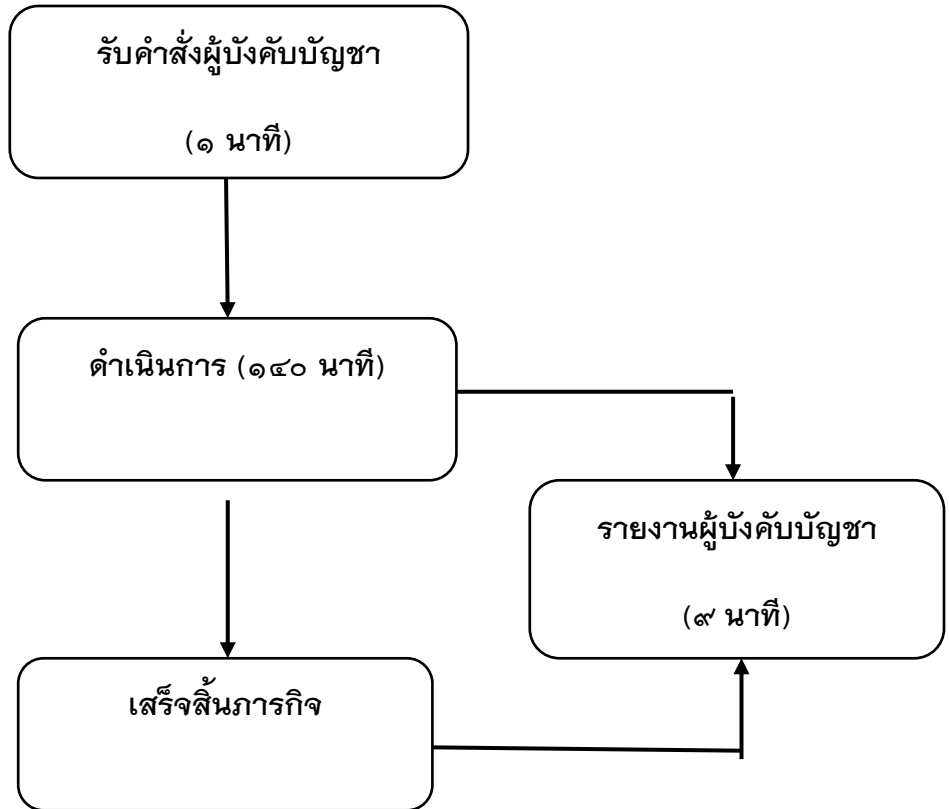 รับคำสั่งผู้บังคับบัญชา
(๑ นาที)
ดำเนินการ (๑๔๐ นาที)
รายงานผู้บังคับบัญชา
(๙ นาที)
เสร็จสิ้นภารกิจ